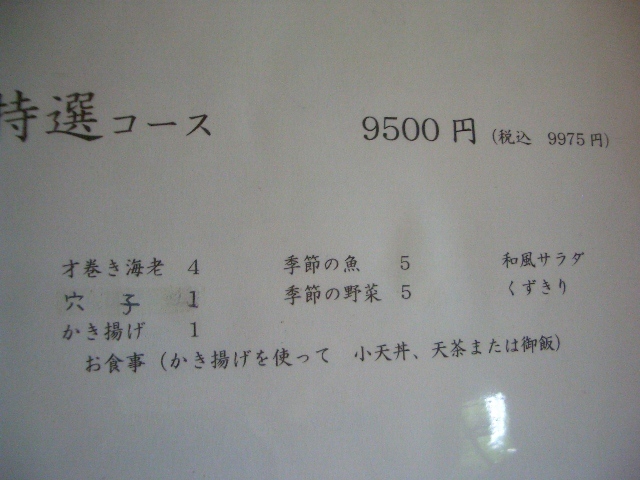 特選コース 9500円 (税込 9975円)
才巻き海老 4 季節の魚 5 和風サラダ
穴 子 1 季節の野菜 5 くずきり
かき揚げ 1
お食事 (かき揚げを使って 小天丼、天茶または御飯)